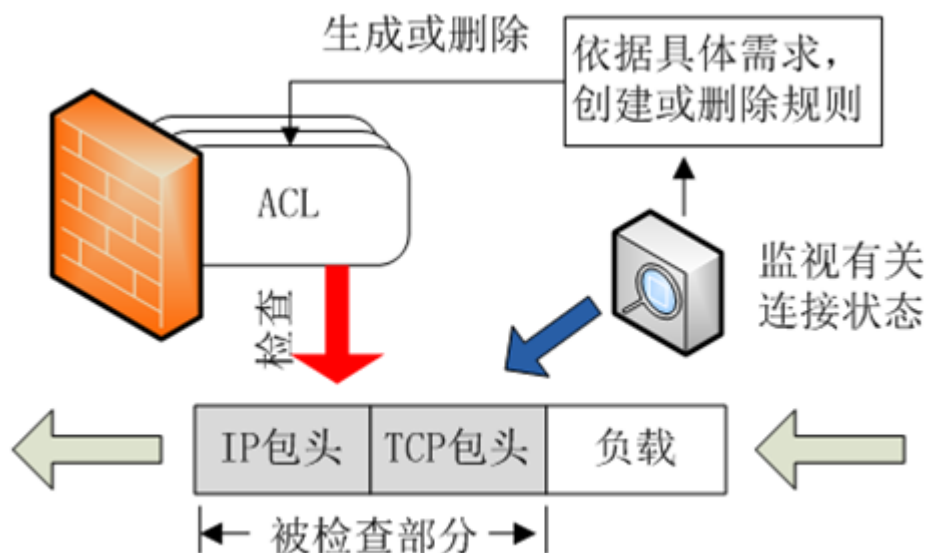 生成或删除
依据具体需求，
创建或删除规则
ACL
监视有关
连接状态
检查
IP包头
TCP包头
负载
被检查部分